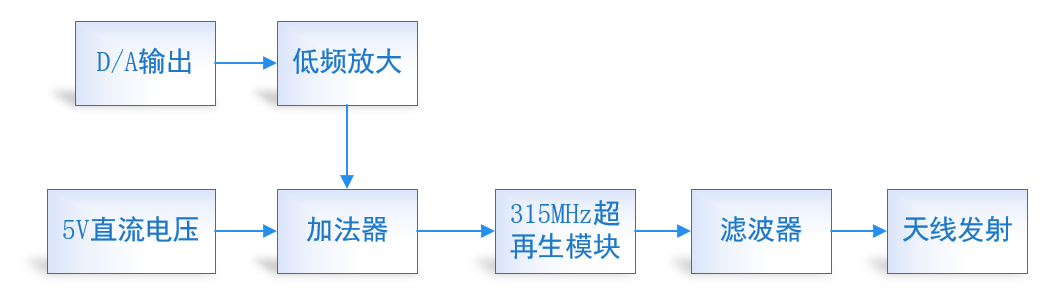 D/A输出
低频放大
5V直流电压
加法器
315MHz超
再生模块
滤波器
天线发射